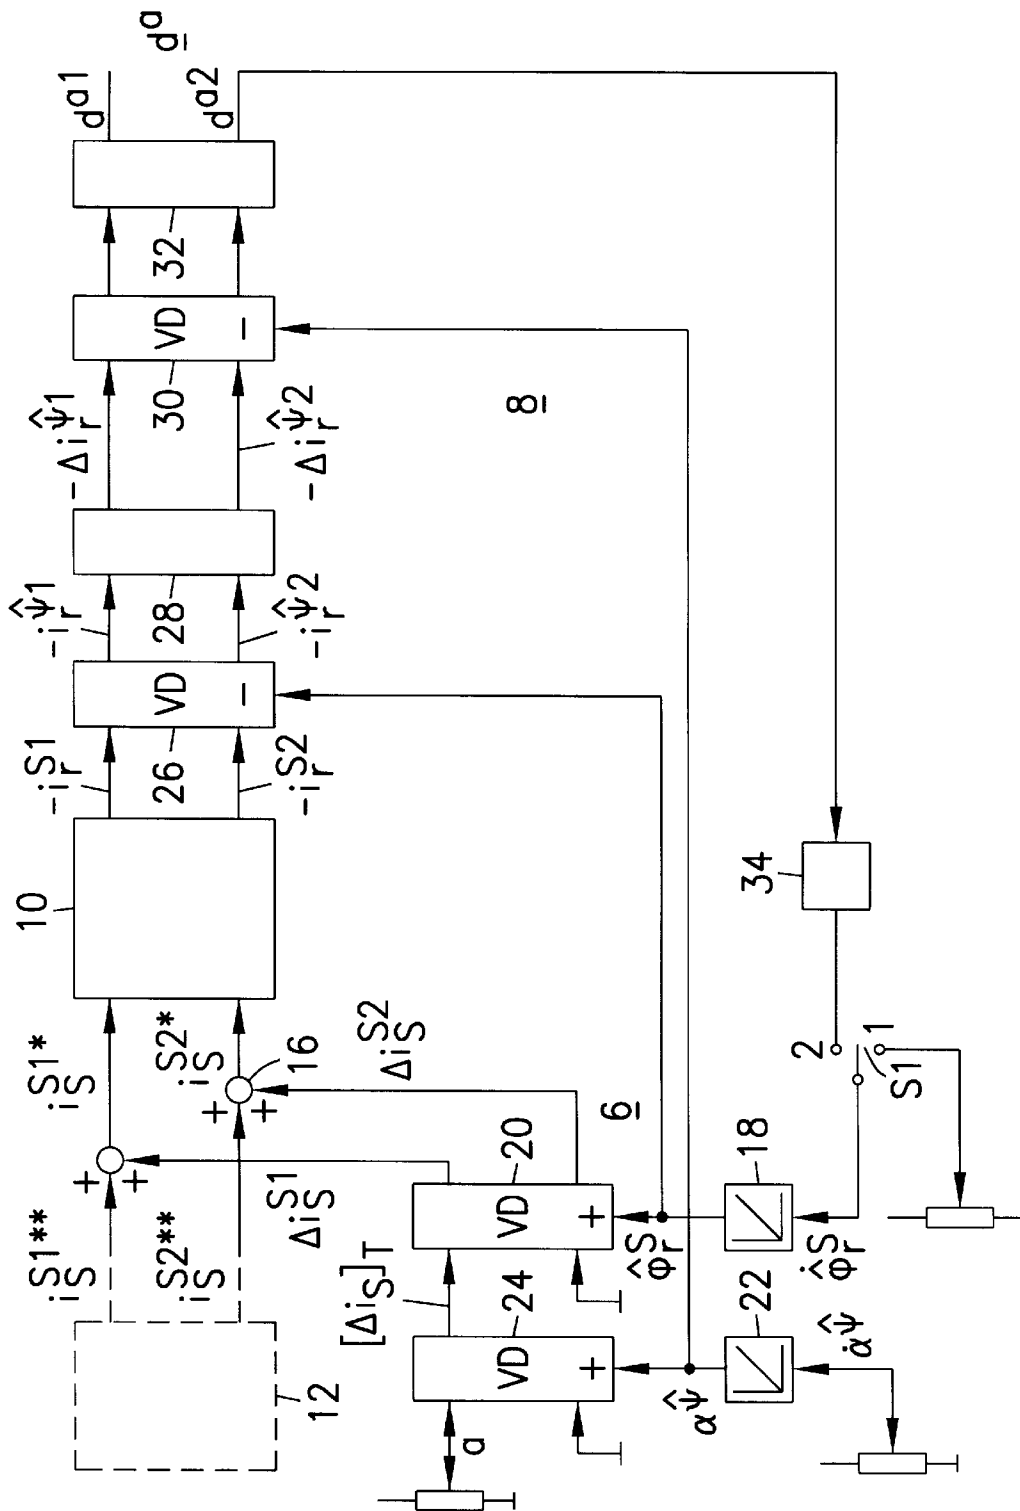 i_S^S1**
i_S^S1*
10
-i_r^S1
-i_r^ψ̂1
-Δi_r^ψ̂1
d^a1
d^a
12
i_S^S2**
i_S^S2*
16
26
VD
−
-i_r^S2
28
-i_r^ψ̂2
30
VD
−
-Δi_r^ψ̂2
32
d^a2
+
+
+
+
Δi_S^S1
Δi_S^S2
a
24
VD
+
[Δi_S]_T
20
VD
+
6
8
α^ψ̂
φ̂_r^S
22
18
α̇^ψ̂
φ̂̇_r^S
S1
1
2
34